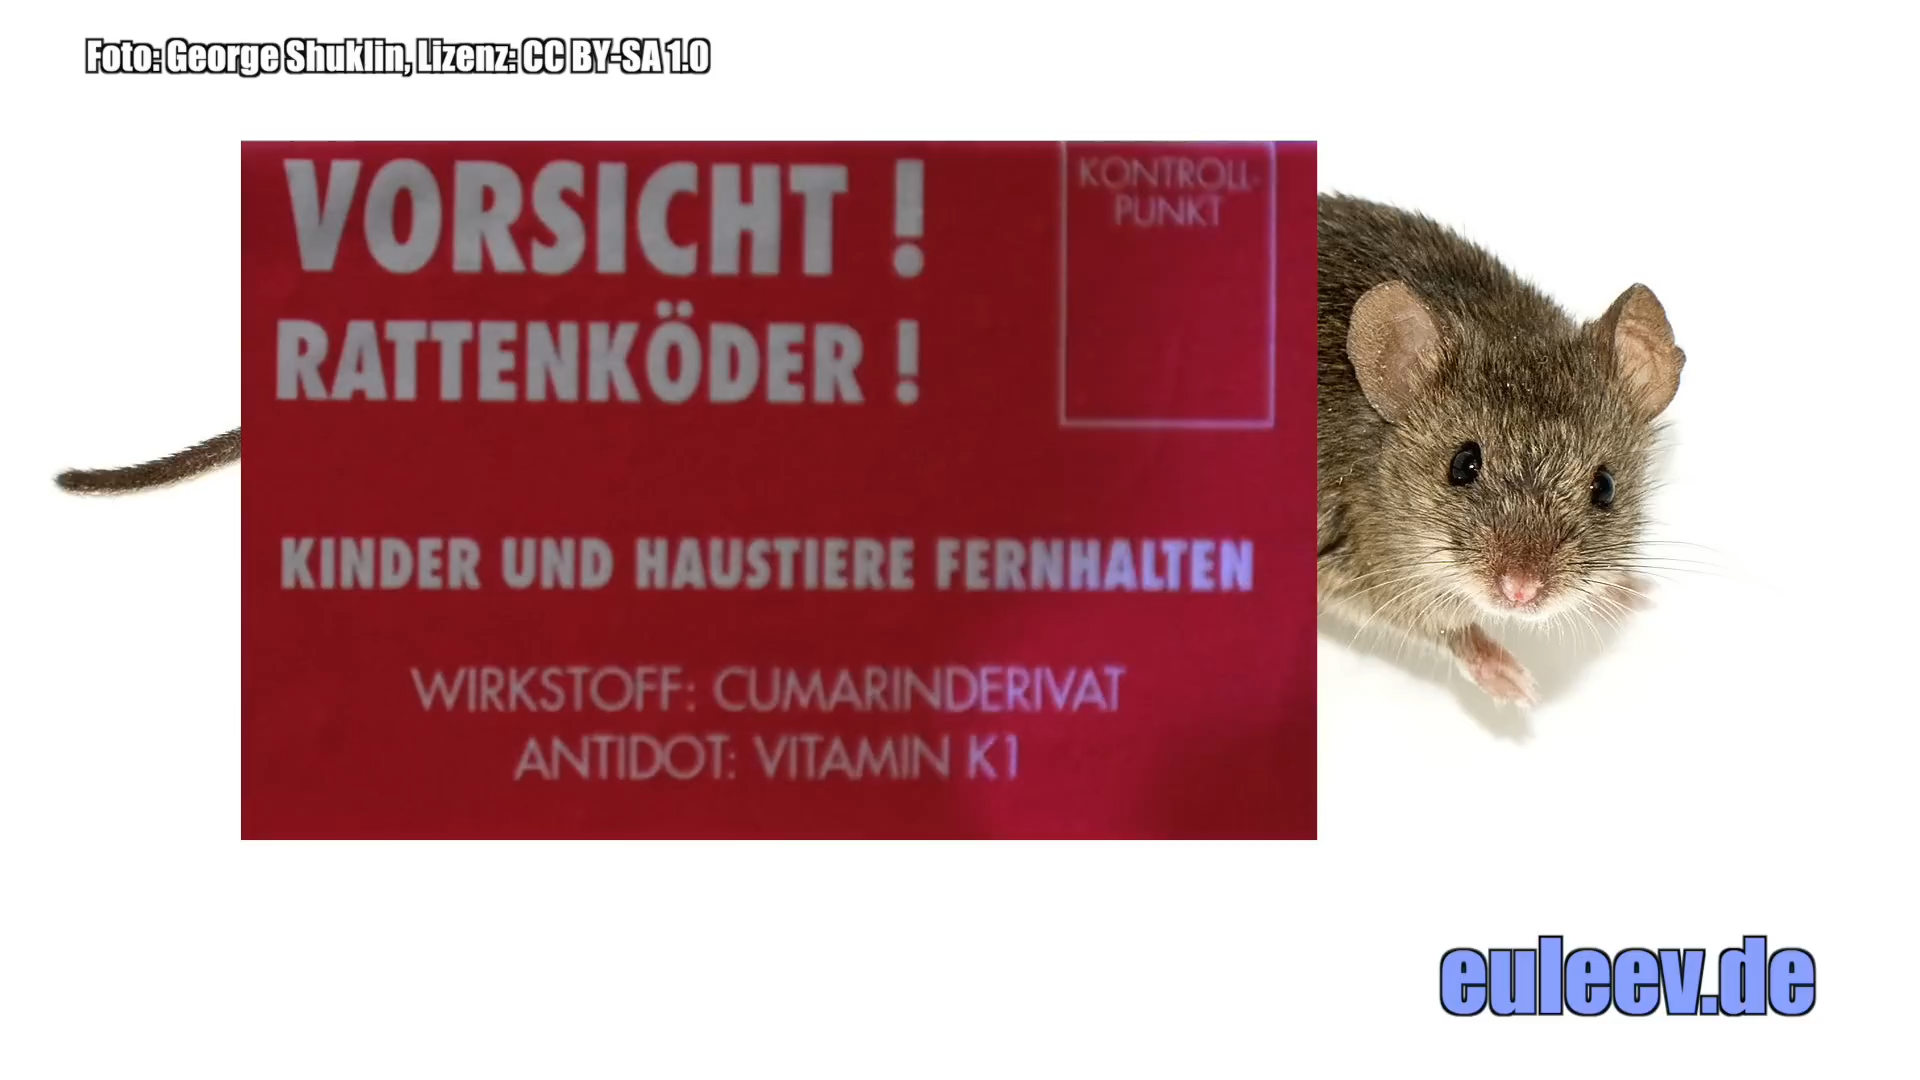 Foto: George Shuklin, Lizenz: CC BY-SA 1.0
VORSICHT !
KONTROLL-
PUNKT
RATTENKÖDER !
KINDER UND HAUSTIERE FERNHALTEN
WIRKSTOFF: CUMARINDERIVAT
ANTIDOT: VITAMIN K1
euleev.de